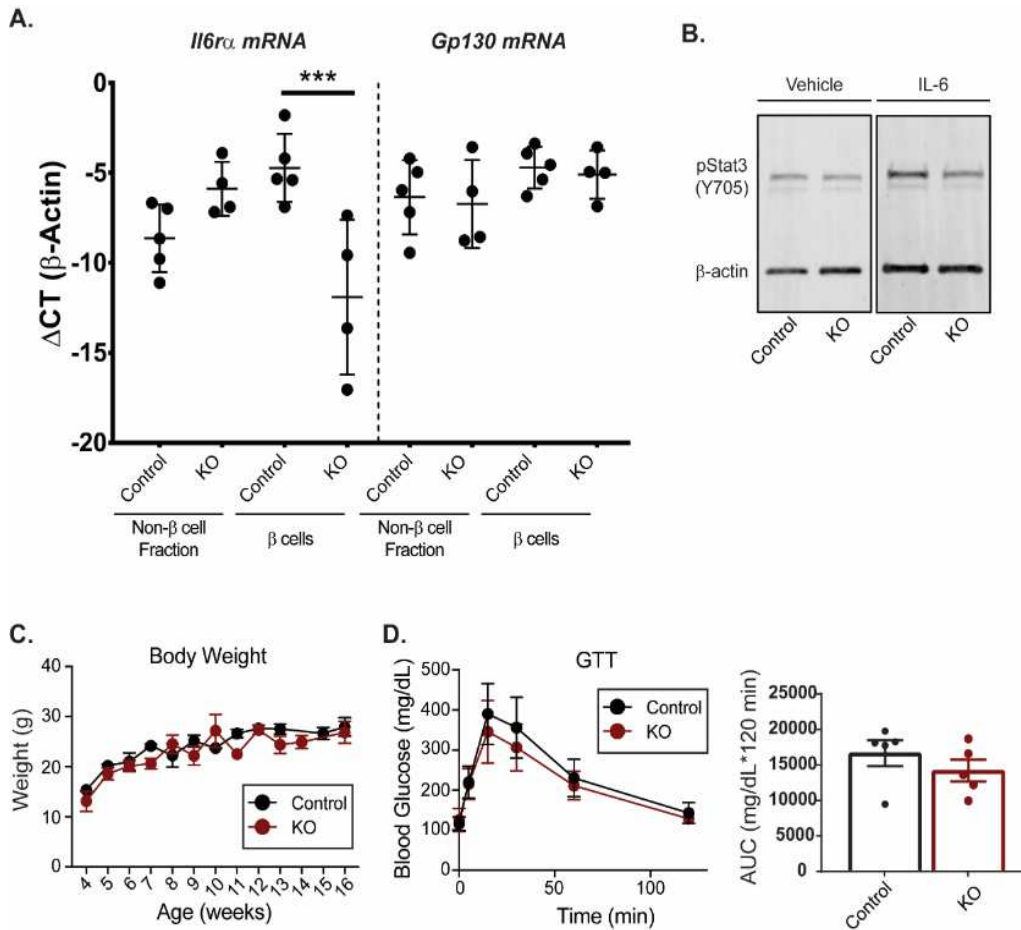 A.
Il6rα mRNA
Gp130 mRNA
***
0
-5
-10
-15
-20
ΔCT (β-Actin)
Control
KO
Control
KO
Control
KO
Control
KO
Non-β cell
Fraction
β cells
Non-β cell
Fraction
β cells
B.
Vehicle
IL-6
pStat3
(Y705)
β-actin
Control
KO
Control
KO
C.
Body Weight
40
30
20
10
0
Weight (g)
Control
KO
4
5
6
7
8
9
10
11
12
13
14
15
16
Age (weeks)
D.
GTT
500
400
300
200
100
0
Blood Glucose (mg/dL)
Control
KO
0
50
100
Time (min)
25000
20000
15000
10000
5000
0
AUC (mg/dL*120 min)
Control
KO